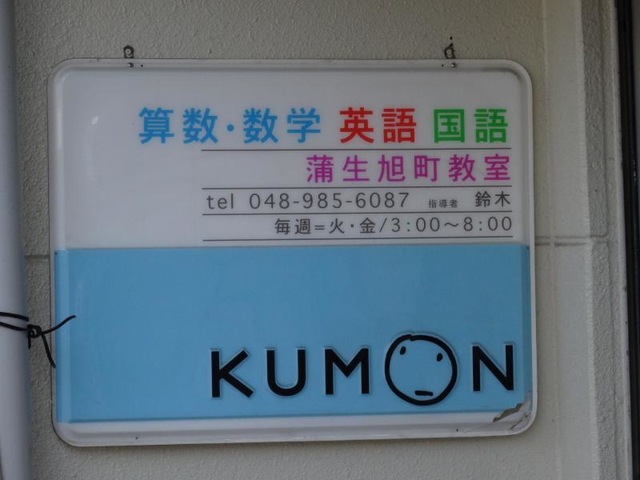 算数・数学 英語 国語
蒲生旭町教室
tel 048-985-6087 指導者 鈴木
毎週=火・金/3:00～8:00
KUMON